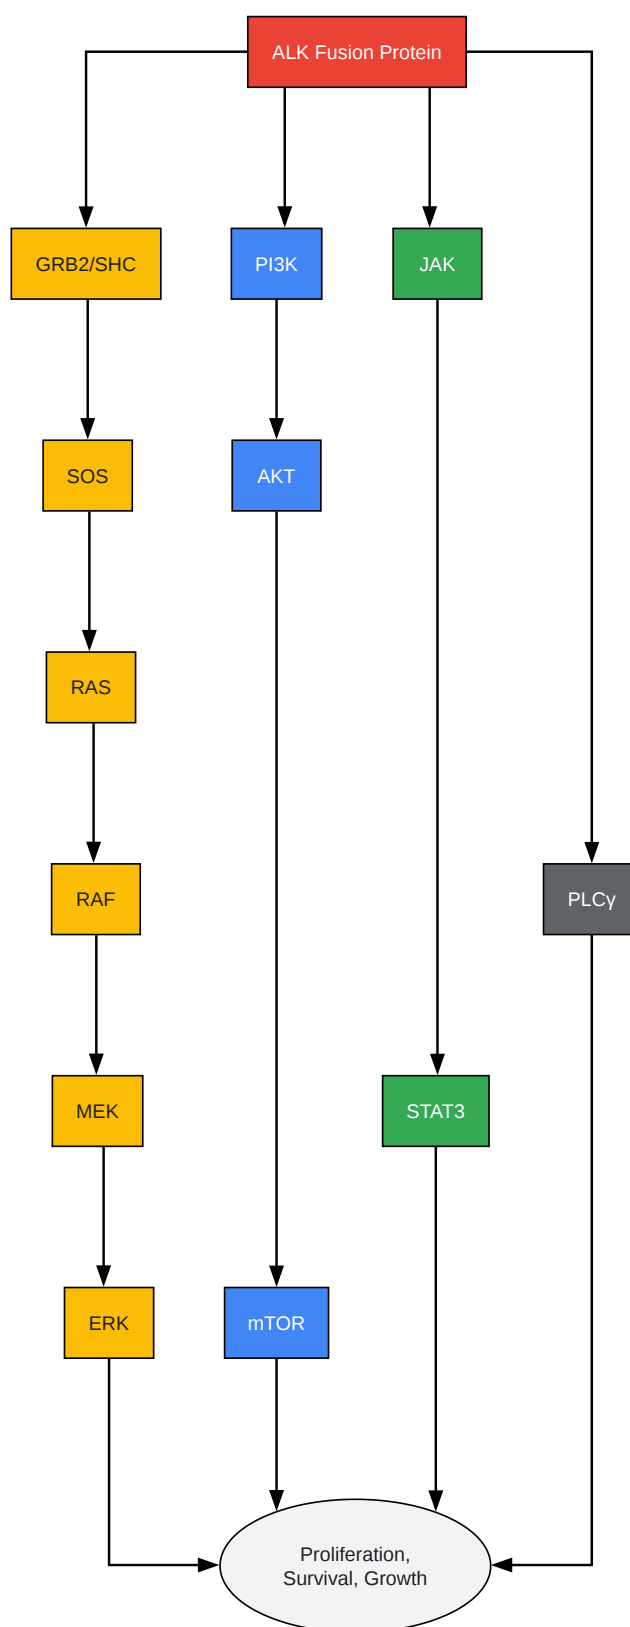 ALK Fusion Protein
GRB2/SHC
PI3K
JAK
SOS
AKT
RAS
RAF
PLCγ
MEK
STAT3
ERK
mTOR
Proliferation,
Survival, Growth